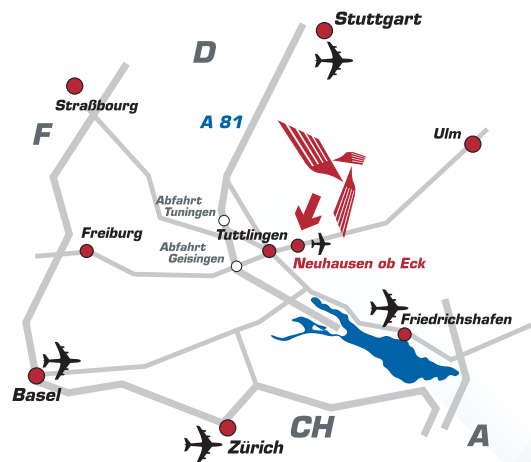 Stuttgart
D
Straßbourg
A 81
F
Ulm
Abfahrt
Tuningen
Freiburg
Tuttlingen
Abfahrt
Geisingen
Neuhausen ob Eck
Friedrichshafen
Basel
CH
Zürich
A